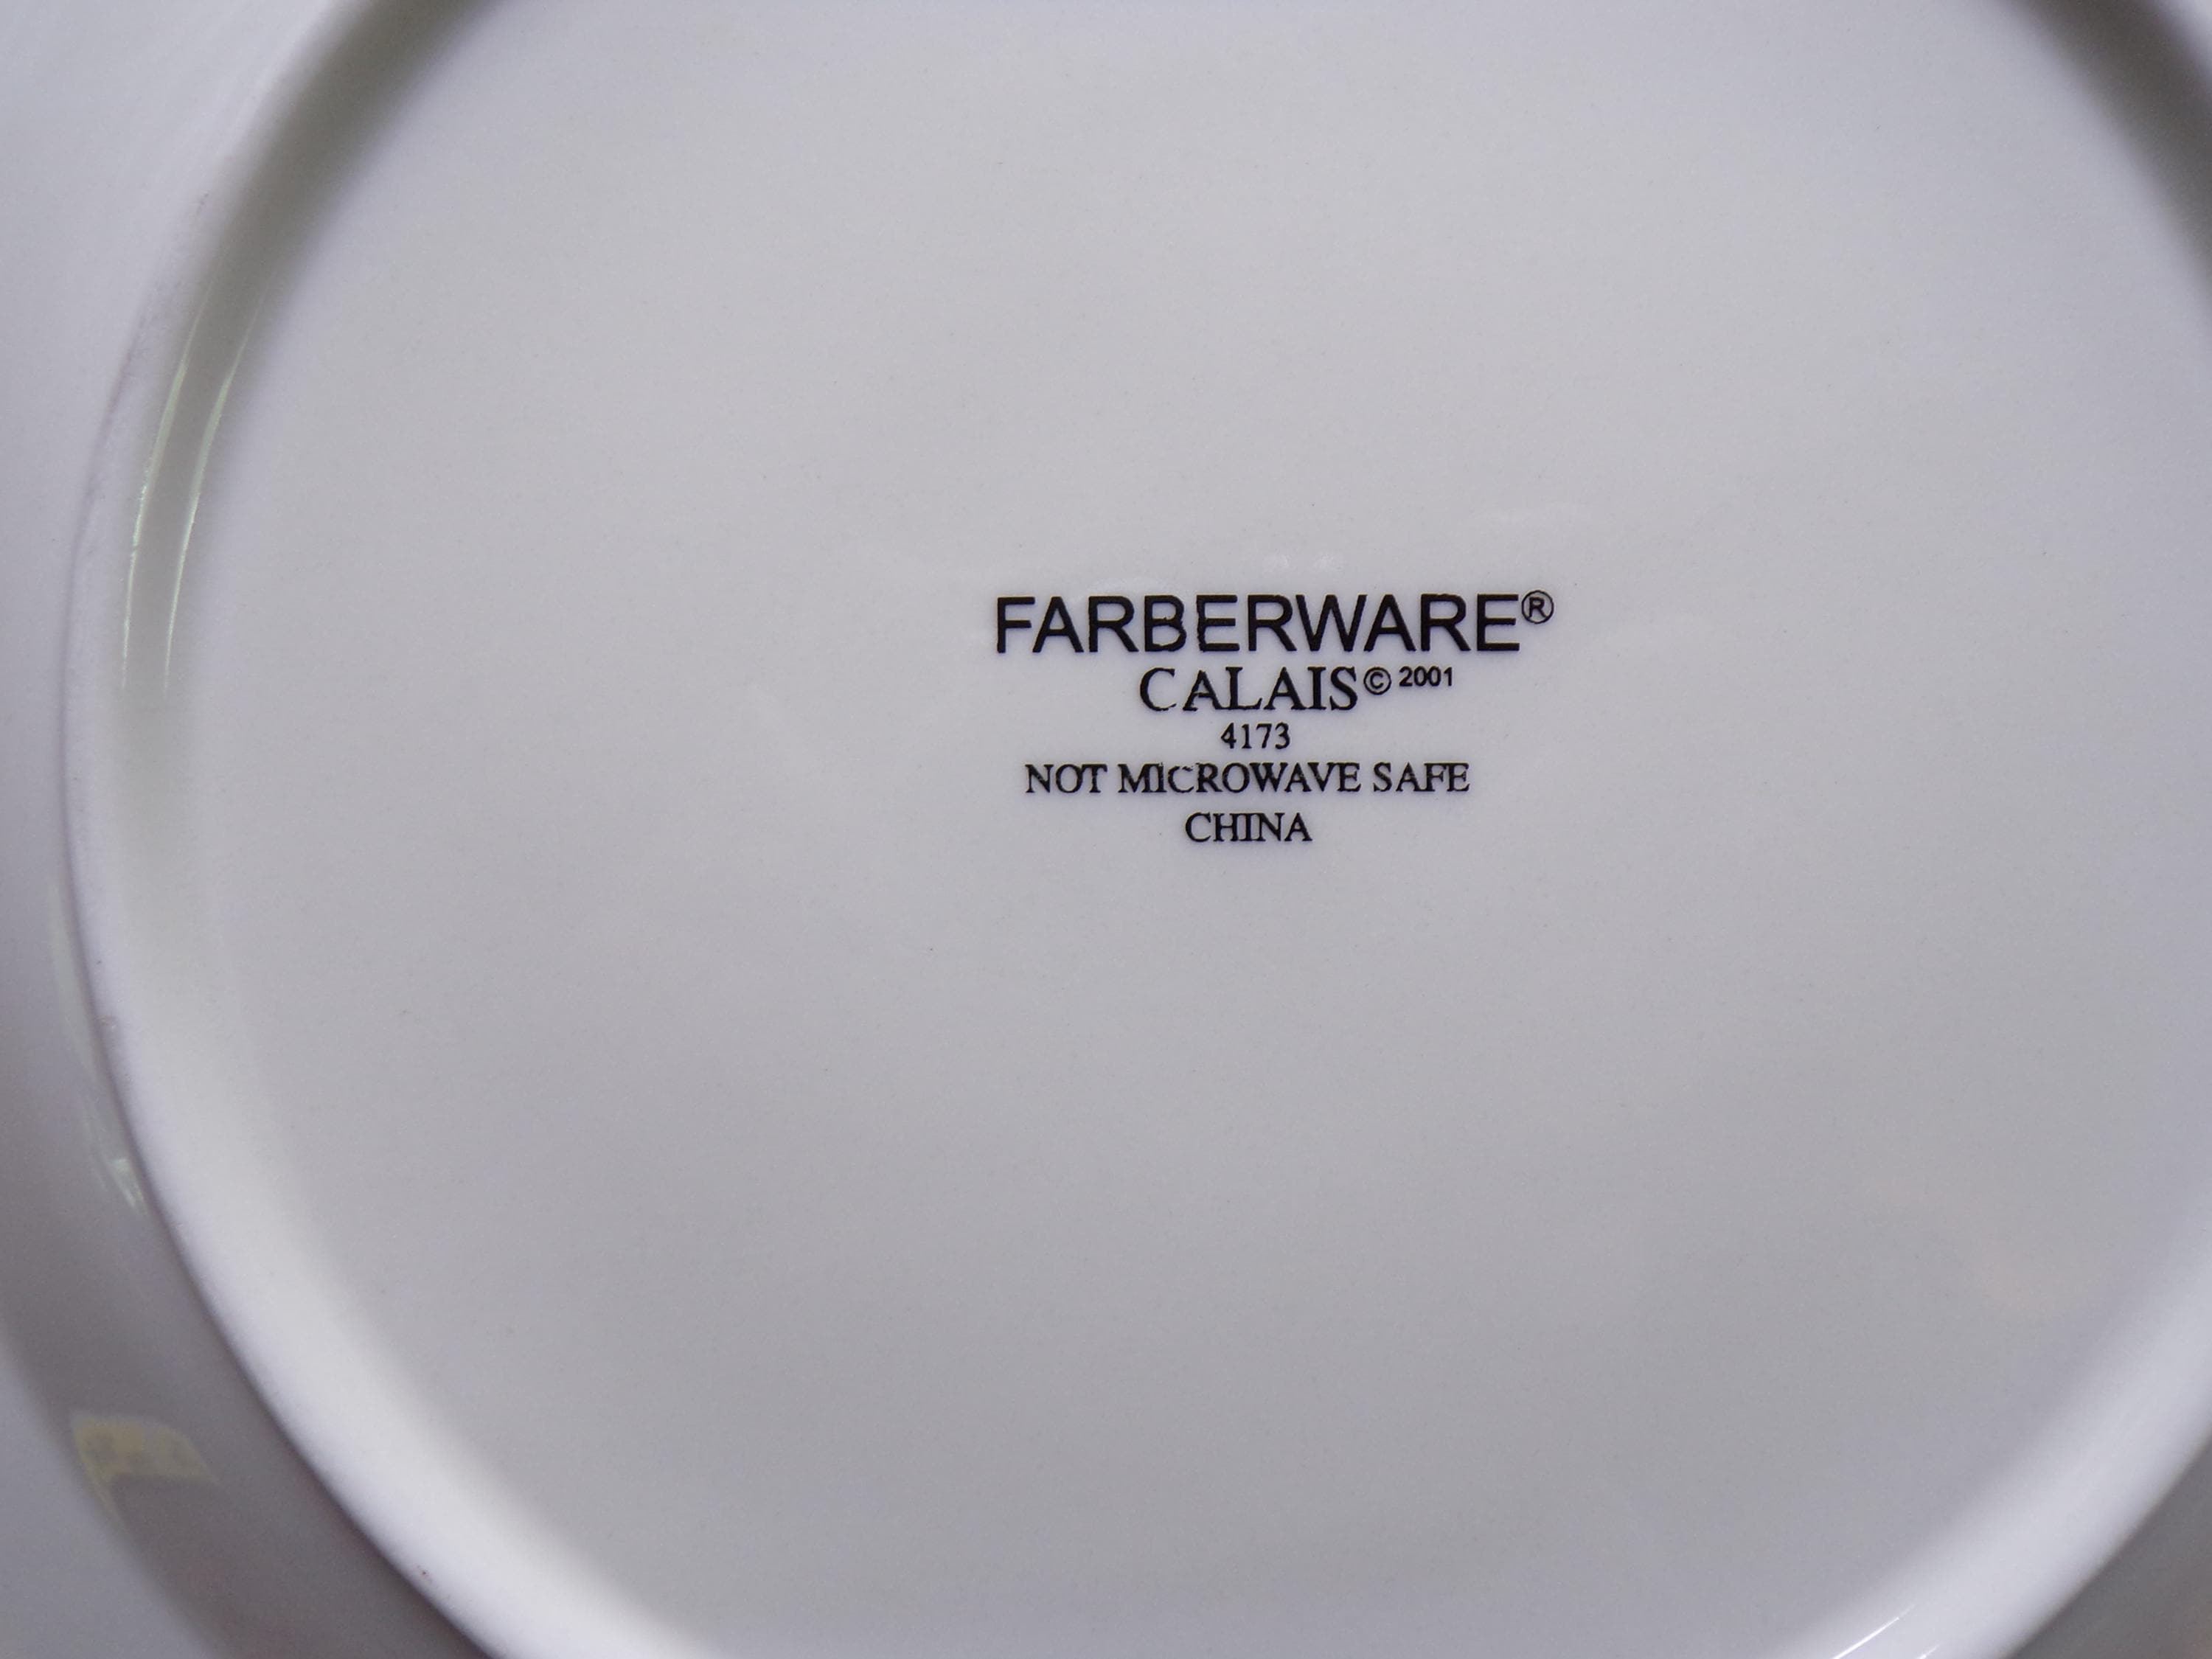 FARBERWARE®
CALAIS © 2001
4173
NOT MICROWAVE SAFE
CHINA